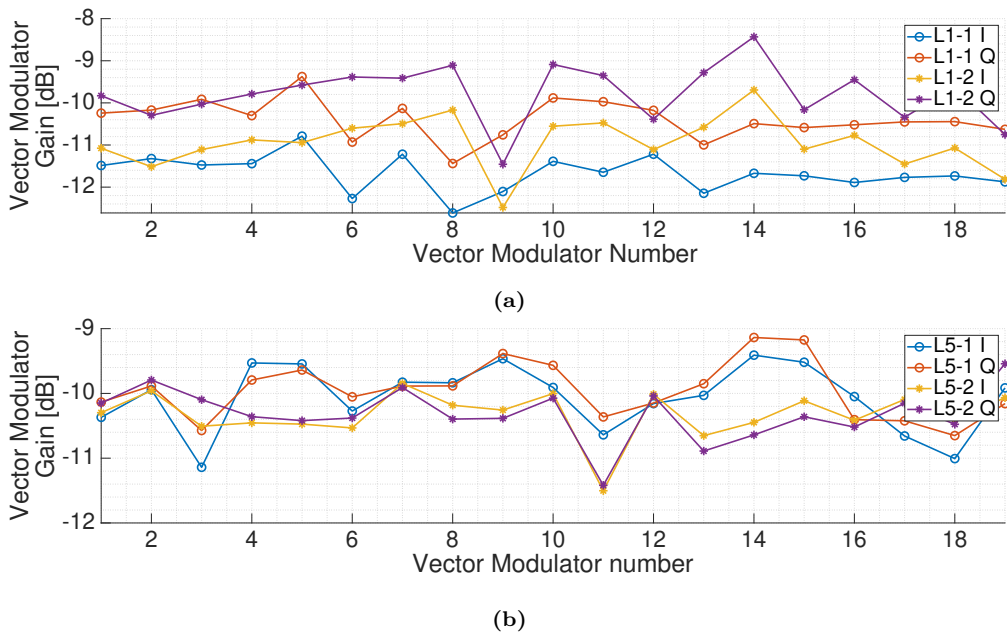 -8
-9
-10
-11
-12
Vector Modulator
Gain [dB]
L1-1 I
L1-1 Q
L1-2 I
L1-2 Q
2 4 6 8 10 12 14 16 18
Vector Modulator Number
(a)
-9
-10
-11
-12
Vector Modulator
Gain [dB]
L5-1 I
L5-1 Q
L5-2 I
L5-2 Q
2 4 6 8 10 12 14 16 18
Vector Modulator number
(b)